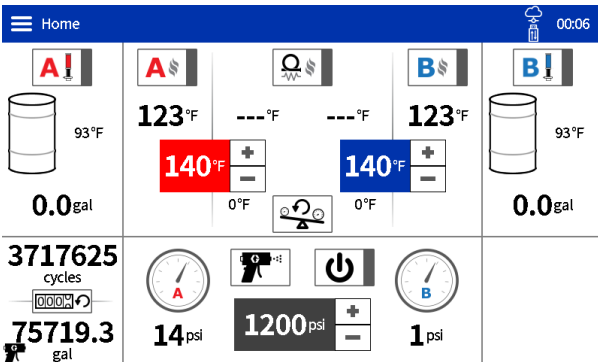 Home
00:06
A
A
Ω
B
B
93°F
123°F
---°F
---°F
123°F
93°F
140°F
+
−
140°F
+
−
0.0gal
0°F
0°F
0.0gal
3717625
cycles
0000
75719.3
gal
A
14psi
1200psi
+
−
B
1psi